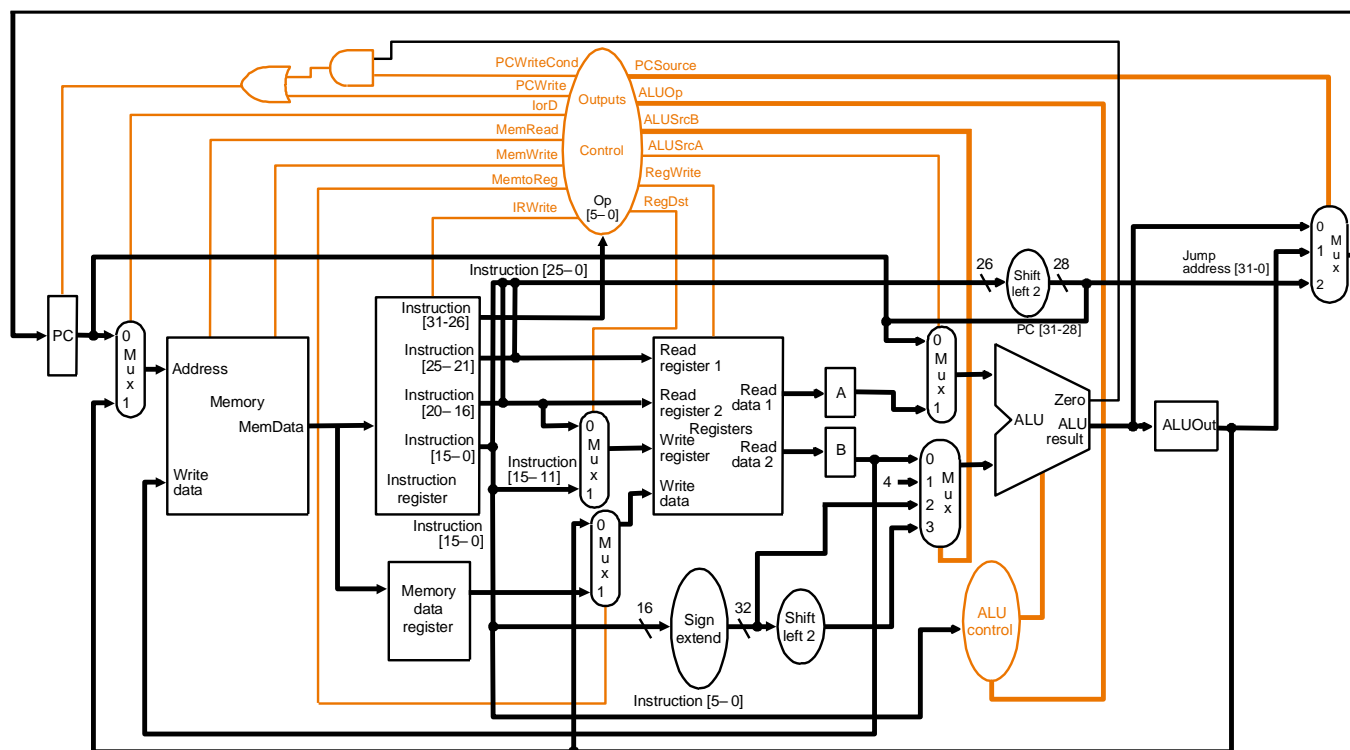 PCWriteCond
PCSource
PCWrite
ALUOp
IorD
Outputs
ALUSrcB
MemRead
ALUSrcA
MemWrite
Control
RegWrite
MemtoReg
RegDst
IRWrite
Op
[5–0]
Instruction [25–0]
26
Shift
left 2
28
Jump
address [31-0]
0
1
2
M
u
x
PC [31-28]
PC
0
M
u
x
1
Address
Memory
MemData
Write
data
Instruction
[31-26]
Instruction
[25–21]
Instruction
[20–16]
Instruction
[15–0]
Instruction
register
Instruction
[15–11]
Instruction
[15–0]
0
M
u
x
1
0
M
u
x
1
Memory
data
register
Read
register 1
Read
register 2
Registers
Write
register
Write
data
Read
data 1
Read
data 2
A
B
4
0
M
u
x
1
0
1
2
3
M
u
x
Zero
ALU
ALU
result
ALUOut
16
Sign
extend
32
Shift
left 2
ALU
control
Instruction [5–0]